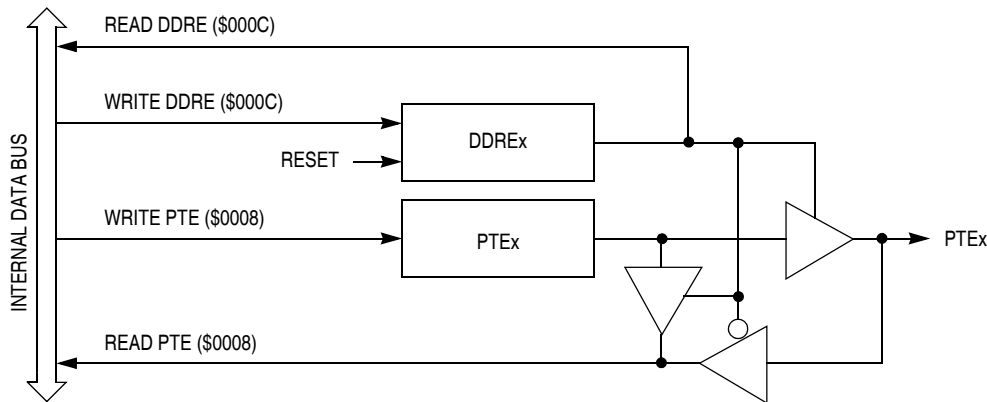 READ DDRE ($000C)
WRITE DDRE ($000C)
DDREx
RESET
INTERNAL DATA BUS
WRITE PTE ($0008)
PTEx
PTEx
READ PTE ($0008)